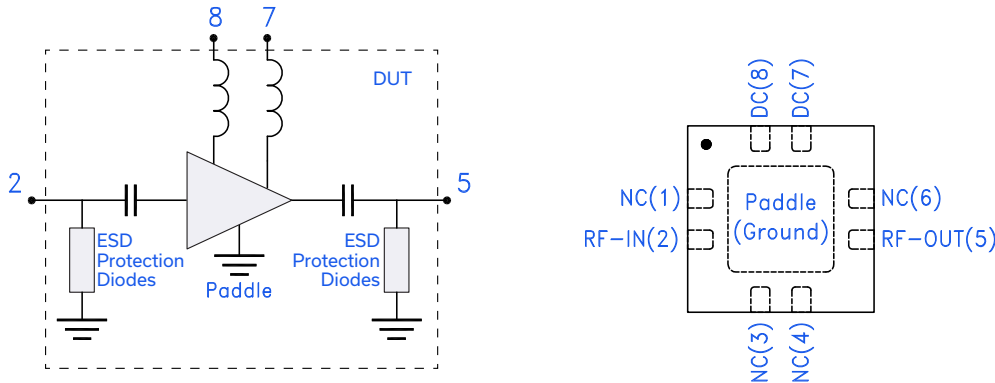 8
7
DUT
2
5
ESD
Protection
Diodes
ESD
Protection
Diodes
Paddle
DC(8)
DC(7)
NC(1)
RF-IN(2)
Paddle
(Ground)
NC(6)
RF-OUT(5)
NC(3)
NC(4)